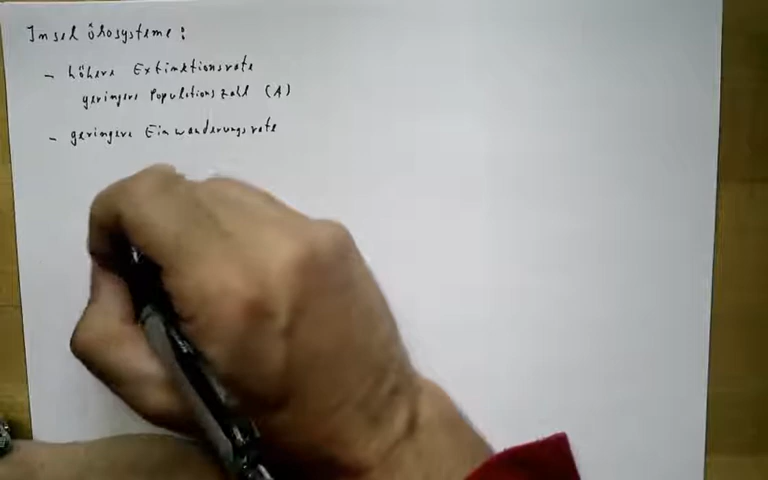 Insel ökosysteme :
- höhere Extinktionsrate
geringere Populationszahl (A)
- geringere Einwanderungsrate